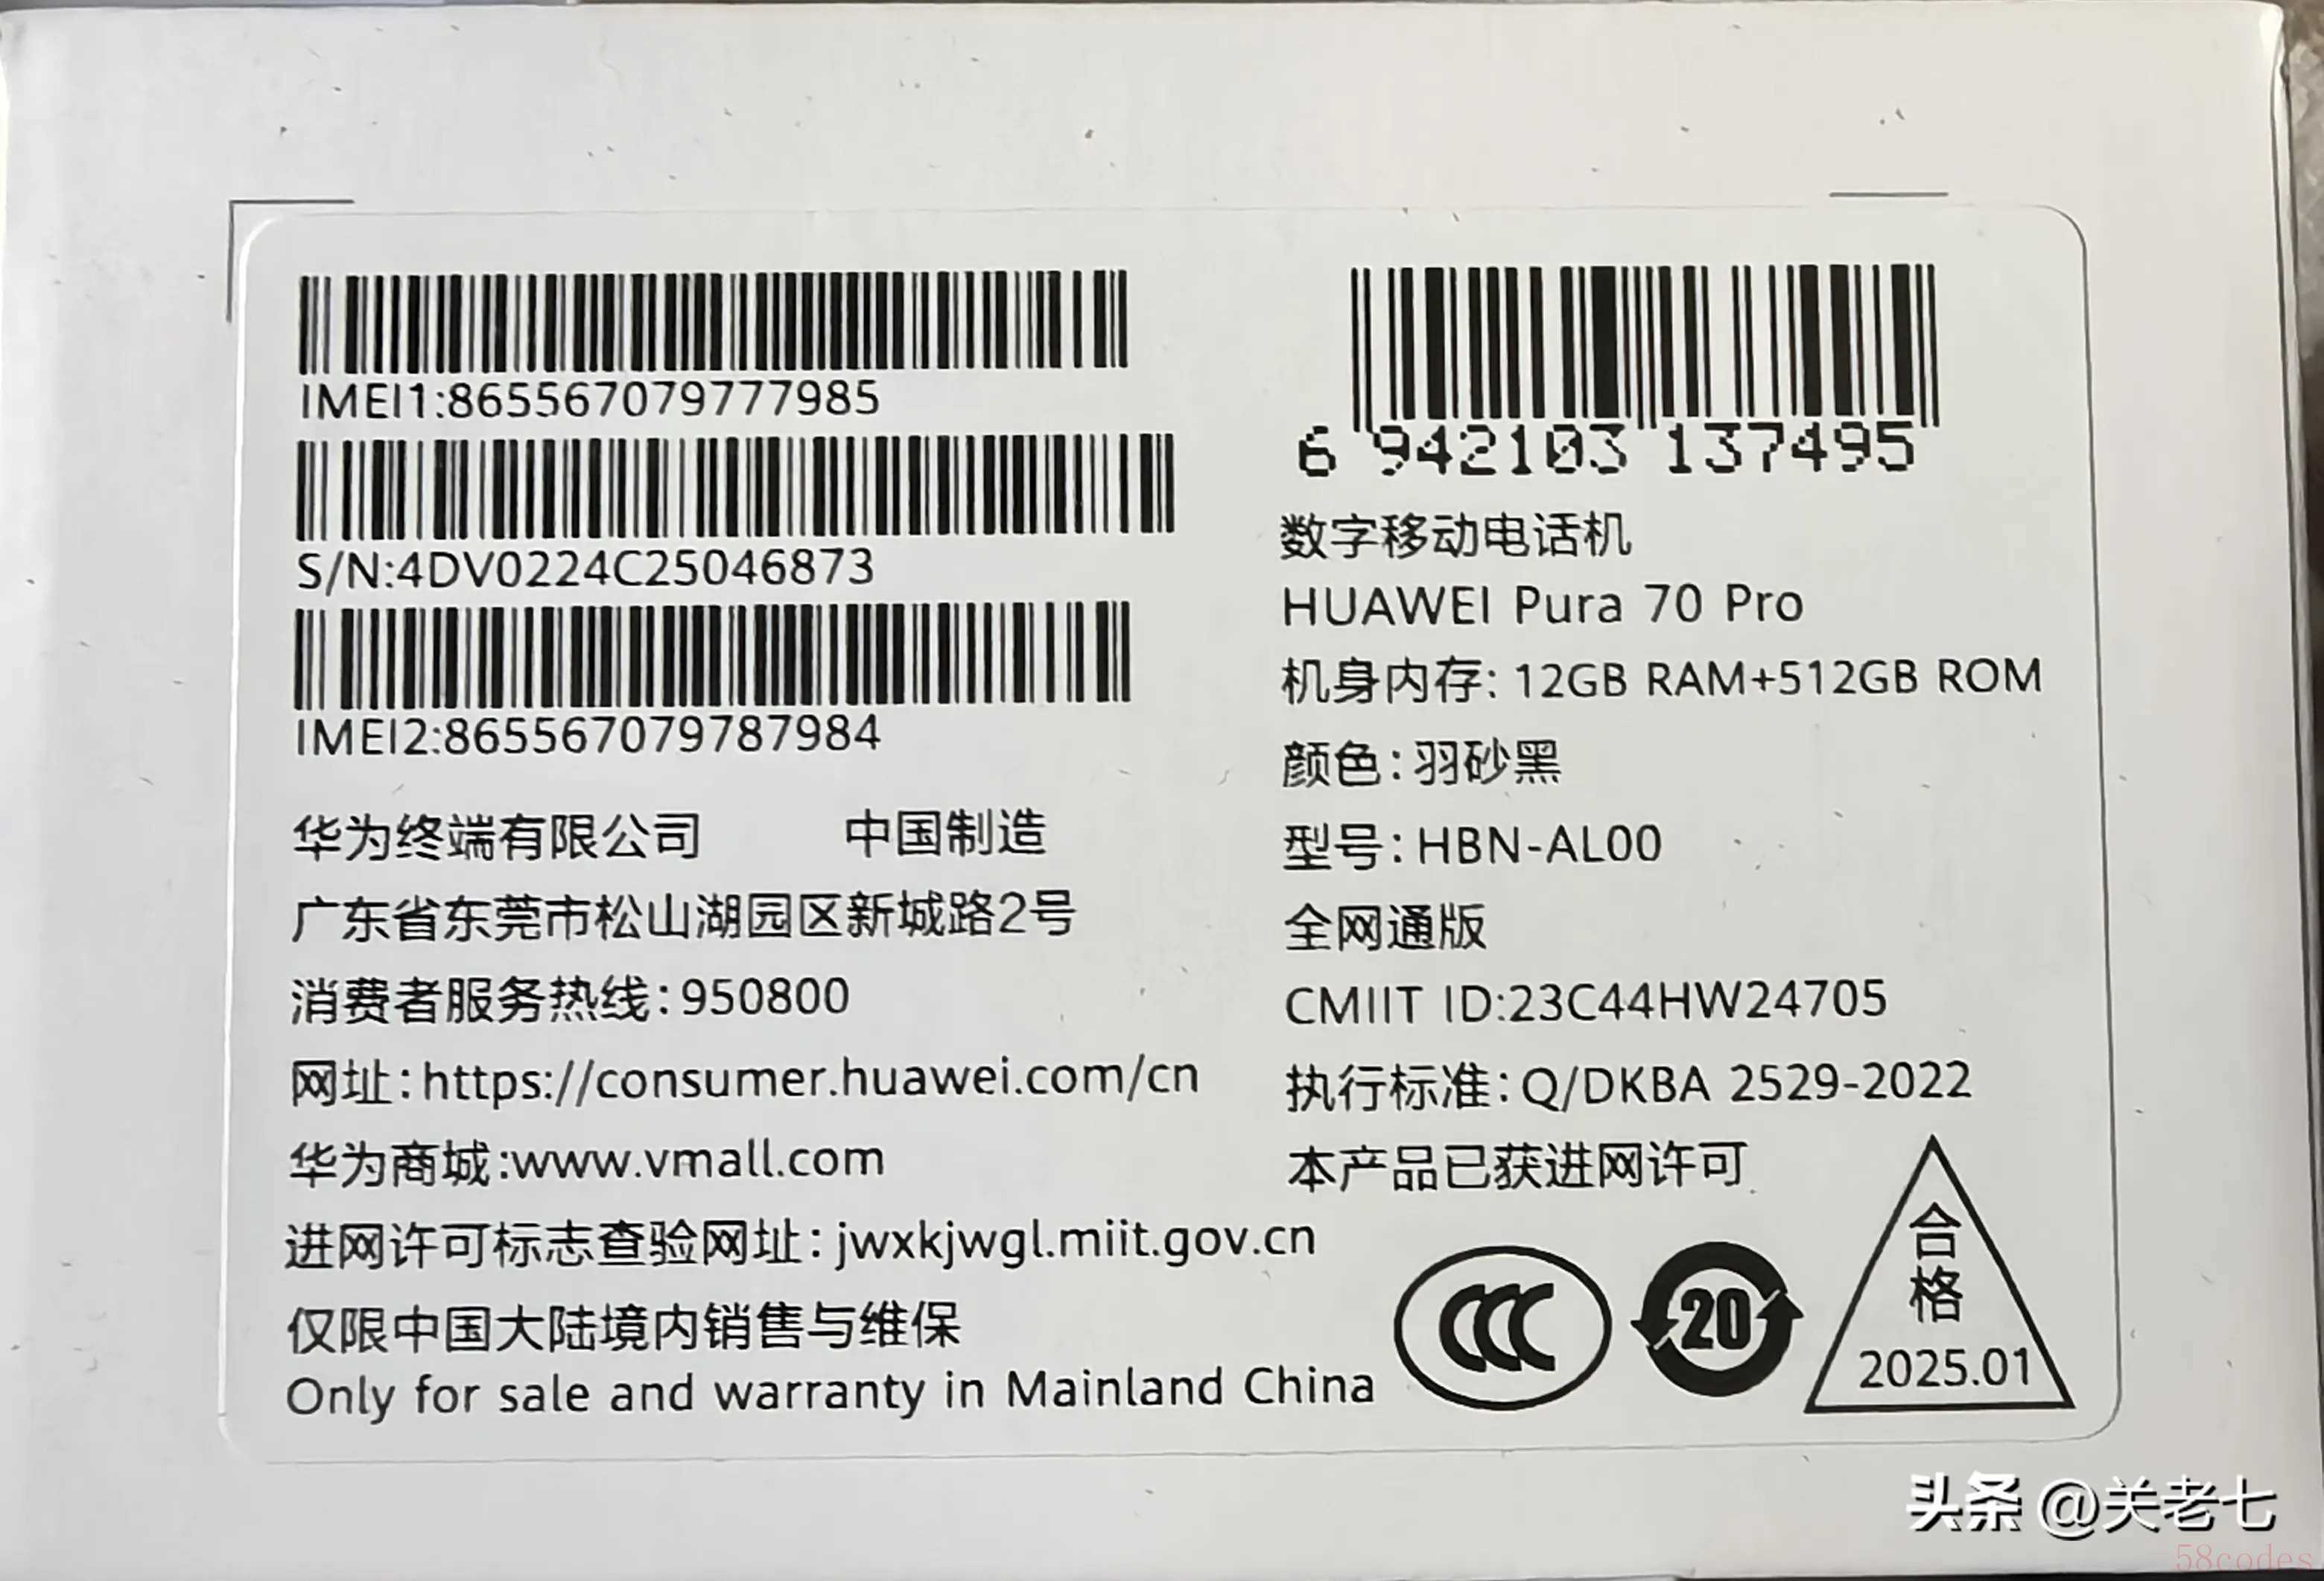 IMEI1:865567079777985
S/N:4DV0224C25046873
IMEI2:865567079787984
华为终端有限公司 中国制造
广东省东莞市松山湖园区新城路2号
消费者服务热线:950800
网址:https://consumer.huawei.com/cn
华为商城:www.vmall.com
进网许可标志查验网址:jwxkjwgl.miit.gov.cn
仅限中国大陆境内销售与维保
Only for sale and warranty in Mainland China
6 942103 137495
数字移动电话机
HUAWEI Pura 70 Pro
机身内存: 12GB RAM+512GB ROM
颜色:羽砂黑
型号:HBN-AL00
全网通版
CMIIT ID:23C44HW24705
执行标准:Q/DKBA 2529-2022
本产品已获进网许可
CCC
20
合
格
2025.01
头条 @关老七
58codes